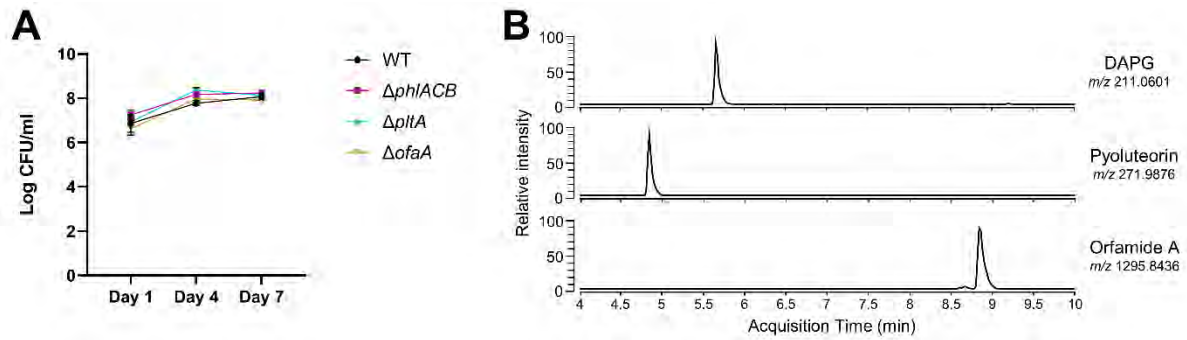 A
10
8
6
4
2
0
Log CFU/ml
Day 1 Day 4 Day 7
WT
ΔphlACB
ΔpltA
ΔofaA
B
Relative intensity
100
50
0
DAPG
m/z 211.0601
100
50
0
Pyoluteorin
m/z 271.9876
100
50
0
Orfamide A
m/z 1295.8436
4 4.5 5 5.5 6 6.5 7 7.5 8 8.5 9 9.5 10
Acquisition Time (min)